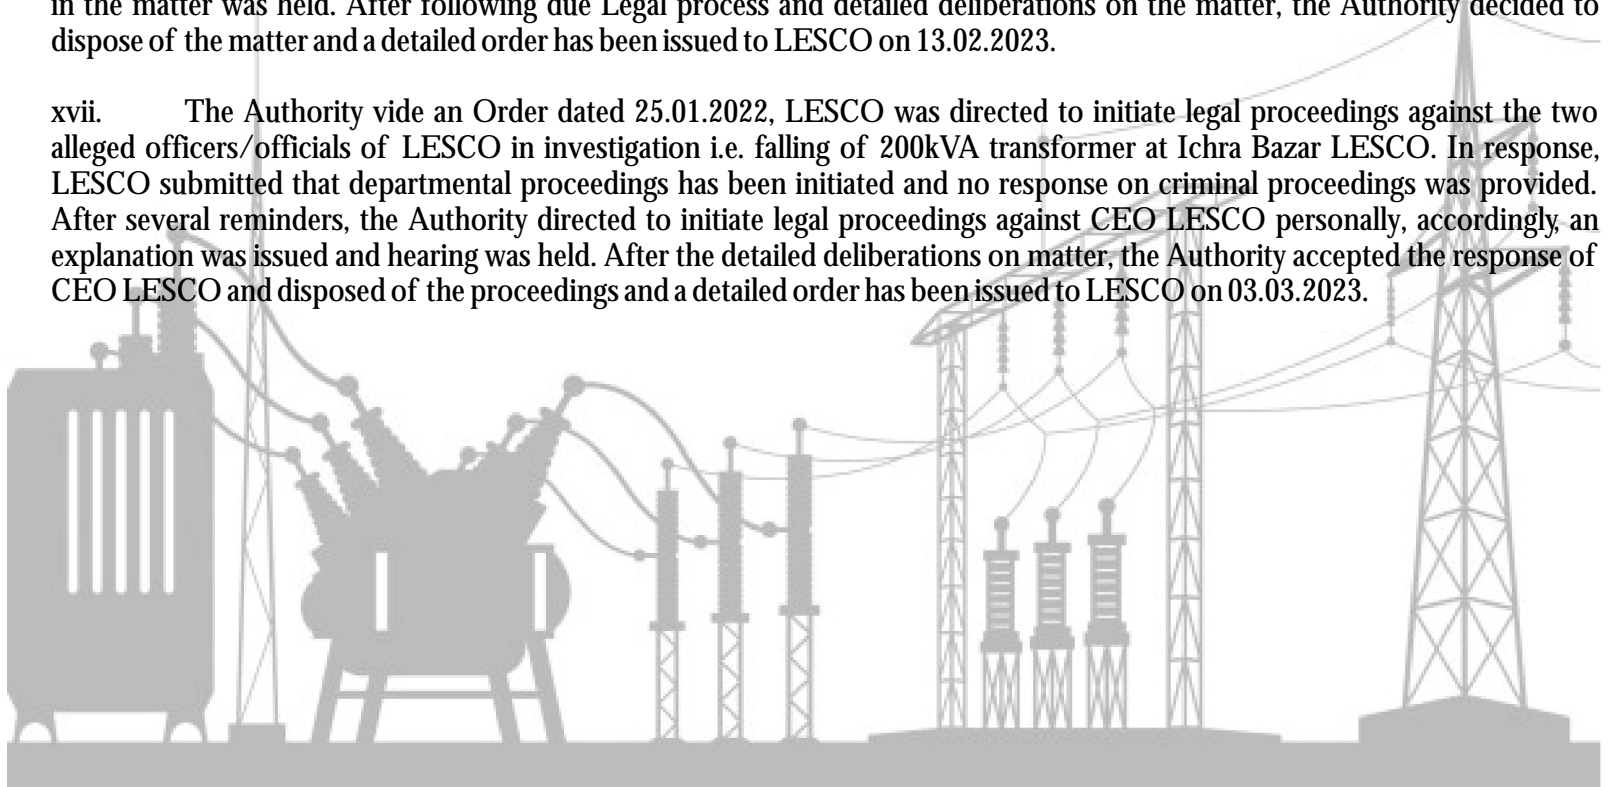 in the matter was held. After following due Legal process and detailed deliberations on the matter, the Authority decided to
dispose of the matter and a detailed order has been issued to LESCO on 13.02.2023.
xvii. The Authority vide an Order dated 25.01.2022, LESCO was directed to initiate legal proceedings against the two
alleged officers/officials of LESCO in investigation i.e. falling of 200kVA transformer at Ichra Bazar LESCO. In response,
LESCO submitted that departmental proceedings has been initiated and no response on criminal proceedings was provided.
After several reminders, the Authority directed to initiate legal proceedings against CEO LESCO personally, accordingly, an
explanation was issued and hearing was held. After the detailed deliberations on matter, the Authority accepted the response of
CEO LESCO and disposed of the proceedings and a detailed order has been issued to LESCO on 03.03.2023.